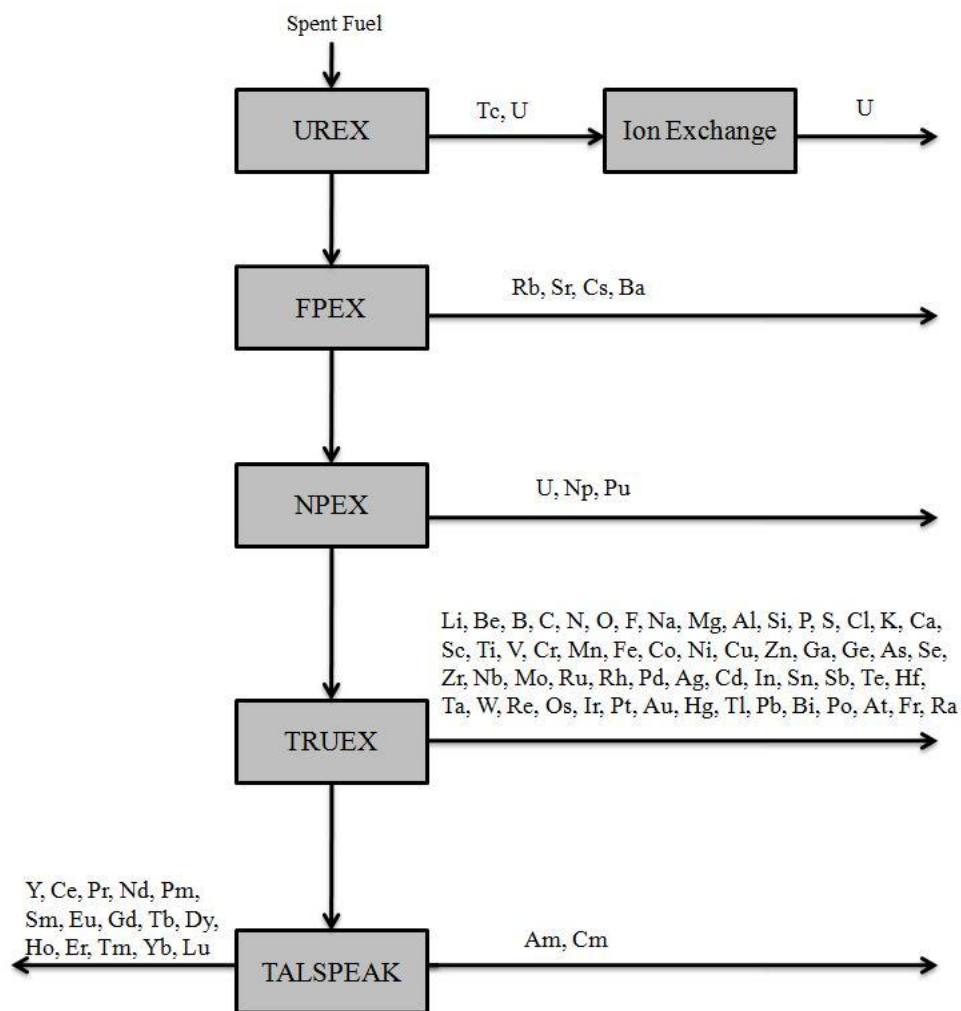 Spent Fuel
UREX
Tc, U
Ion Exchange
U
FPEX
Rb, Sr, Cs, Ba
NPEX
U, Np, Pu
Li, Be, B, C, N, O, F, Na, Mg, Al, Si, P, S, Cl, K, Ca,
Sc, Ti, V, Cr, Mn, Fe, Co, Ni, Cu, Zn, Ga, Ge, As, Se,
Zr, Nb, Mo, Ru, Rh, Pd, Ag, Cd, In, Sn, Sb, Te, Hf,
Ta, W, Re, Os, Ir, Pt, Au, Hg, Tl, Pb, Bi, Po, At, Fr, Ra
TRUEX
Y, Ce, Pr, Nd, Pm,
Sm, Eu, Gd, Tb, Dy,
Ho, Er, Tm, Yb, Lu
TALSPEAK
Am, Cm